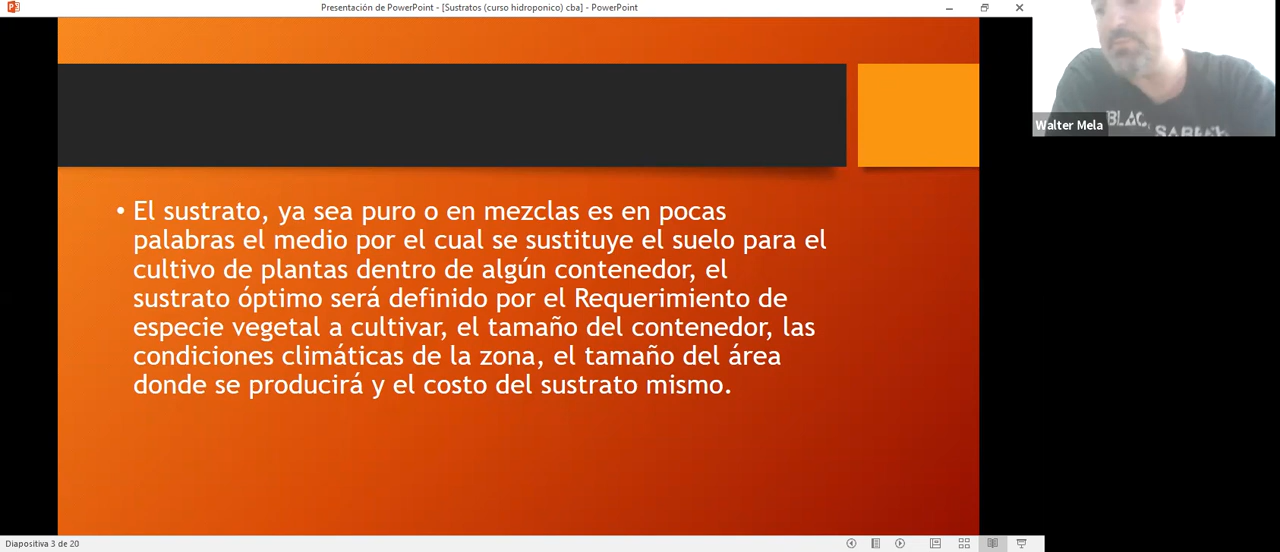 Presentación de PowerPoint - [Sustratos (curso hidroponico) cba] - PowerPoint
• El sustrato, ya sea puro o en mezclas es en pocas
palabras el medio por el cual se sustituye el suelo para el
cultivo de plantas dentro de algún contenedor, el
sustrato óptimo será definido por el Requerimiento de
especie vegetal a cultivar, el tamaño del contenedor, las
condiciones climáticas de la zona, el tamaño del área
donde se producirá y el costo del sustrato mismo.
Walter Mela
Diapositiva 3 de 20